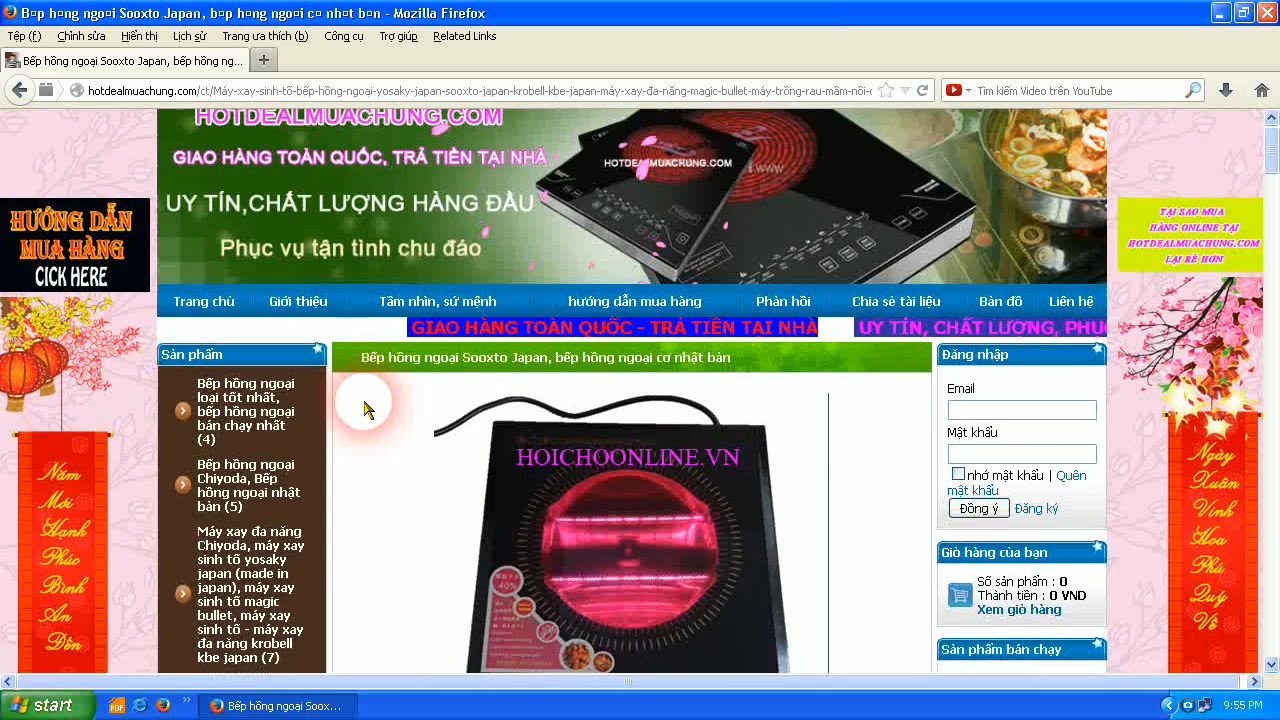 Bếp hồng ngoại Sooxto Japan, bếp hồng ngoại cơ nhật bản - Mozilla Firefox
Tệp (F) Chỉnh sửa Hiển thị Lịch sử Trang ưa thích (b) Công cụ Trợ giúp Related Links
Bếp hồng ngoại Sooxto Japan, bếp hồng ng...
hotdealmuachung.com/ct/Máy-xay-sinh-tố-bếp-hồng-ngoại-yosaky-japan-sooxto-japan-krobell-kbe-japan-máy-xay-đa-năng-magic-bullet-máy-trồng-rau-mầm-nồi-c
Tìm kiếm Video trên YouTube
HOTDEALMUACHUNG.COM
GIAO HÀNG TOÀN QUỐC, TRẢ TIỀN TẠI NHÀ
UY TÍN,CHẤT LƯỢNG HÀNG ĐẦU
Phục vụ tận tình chu đáo
HOTDEALMUACHUNG.COM
WWW
HƯỚNG DẪN
MUA HÀNG
CICK HERE
TẠI SAO MUA
HÀNG ONLINE TẠI
HOTDEALMUACHUNG.COM
LẠI RẺ HƠN
Trang chủ Giới thiệu Tầm nhìn, sứ mệnh hướng dẫn mua hàng Phản hồi Chia sẻ tài liệu Bản đồ Liên hệ
GIAO HÀNG TOÀN QUỐC - TRẢ TIỀN TẠI NHÀ UY TÍN, CHẤT LƯỢNG, PHỤC
Sản phẩm
Bếp hồng ngoại
loại tốt nhất,
bếp hồng ngoại
bán chạy nhất
(4)
Bếp hồng ngoại
Chiyoda, Bếp
hồng ngoại nhật
bản (5)
Máy xay đa năng
Chiyoda, máy xay
sinh tố yosaky
japan (made in
japan), máy xay
sinh tố magic
bullet, máy xay
sinh tố - máy xay
đa năng krobell
kbe japan (7)
Bếp hồng ngoại Sooxto Japan, bếp hồng ngoại cơ nhật bản
HOICHOONLINE.VN
40%
Đăng nhập
Email
Mật khẩu
nhớ mật khẩu | Quên
mật khẩu
Đồng ý Đăng ký
Giỏ hàng của bạn
Số sản phẩm : 0
Thành tiền : 0 VND
Xem giỏ hàng
Sản phẩm bán chạy
Năm
Mới
Hạnh
Phúc
Bình
An
Đến
Ngày
Xuân
Vinh
Hoa
Phú
Quý
Về
start
PDF
Bếp hồng ngoại Soox...
9:55 PM